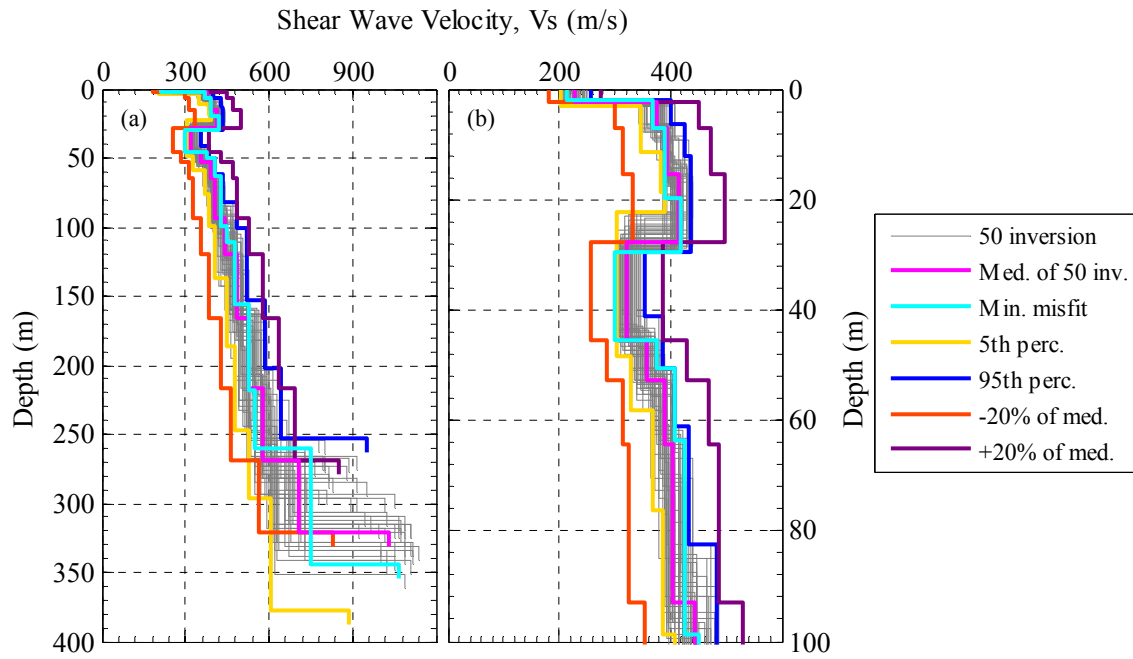 Shear Wave Velocity, Vs (m/s)
0 300 600 900
0 200 400
(a)
(b)
0
50
100
150
200
250
300
350
400
Depth (m)
0
20
40
60
80
100
Depth (m)
50 inversion
Med. of 50 inv.
Min. misfit
5th perc.
95th perc.
-20% of med.
+20% of med.